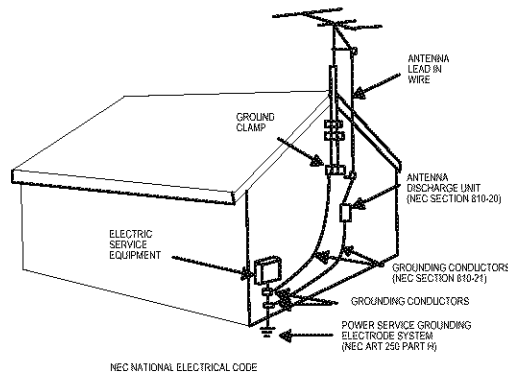 ANTENNA
LEAD IN
WIRE
GROUND
CLAMP
ANTENNA
DISCHARGE UNIT
(NEC SECTION 810-20)
ELECTRIC
SERVICE
EQUIPMENT
GROUNDING CONDUCTORS
(NEC SECTION 810-21)
GROUNDING CONDUCTORS
POWER SERVICE GROUNDING
ELECTRODE SYSTEM
(NEC ART 250 PART H)
NEC NATIONAL ELECTRICAL CODE